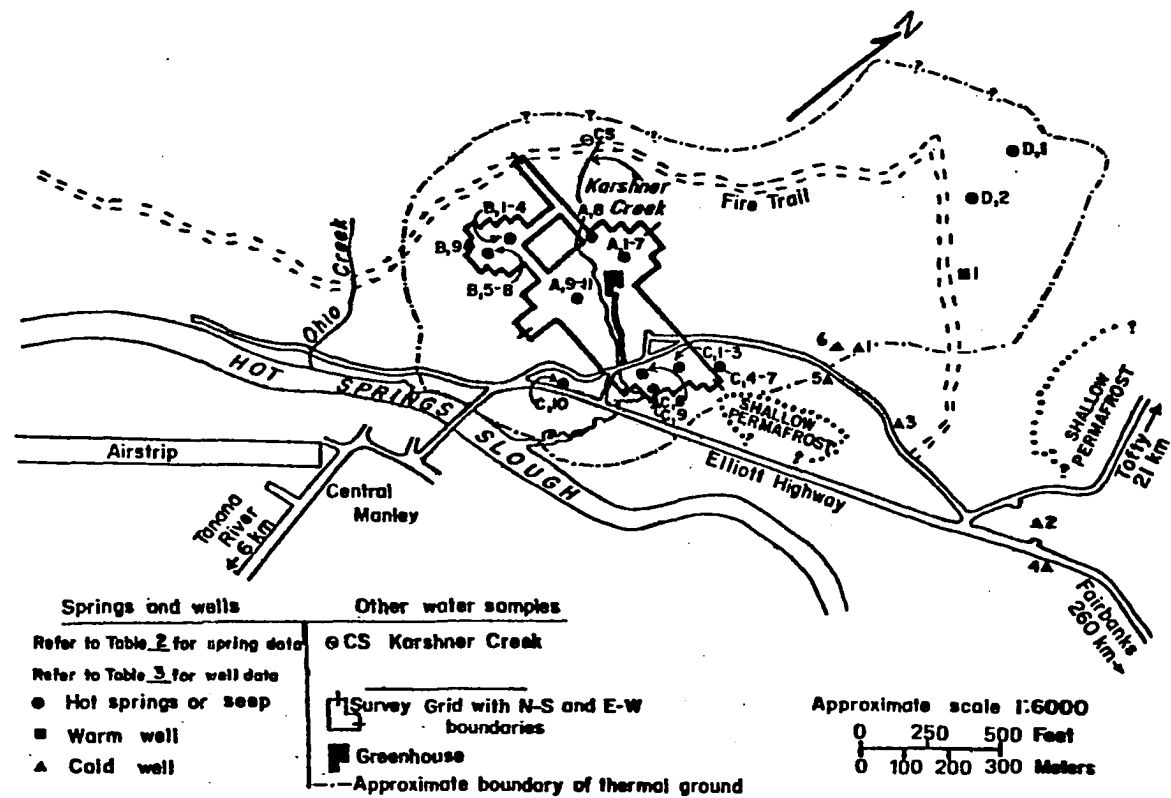 N
CS
Karshner
Creek
D,1
D,2
Fire Trail
A,8
B,1-4
A,1-7
B,9
B,5-8
A,9-11
1
Ohio Creek
6
1
C,1-3
5
C,4-7
C,10
C,9
3
HOT SPRINGS SLOUGH
SHALLOW
PERMAFROST
SHALLOW
PERMAFROST
Airstrip
Elliott Highway
Tofty
21 km
Central
Manley
Tanana
River
6 km
2
4
Fairbanks
260 km
Springs and wells
Other water samples
Refer to Table 2 for spring data
CS Karshner Creek
Refer to Table 3 for well data
Hot springs or seep
Survey Grid with N-S and E-W
boundaries
Warm well
Greenhouse
Cold well
Approximate boundary of thermal ground
Approximate scale 1:6000
0 250 500 Feet
0 100 200 300 Meters